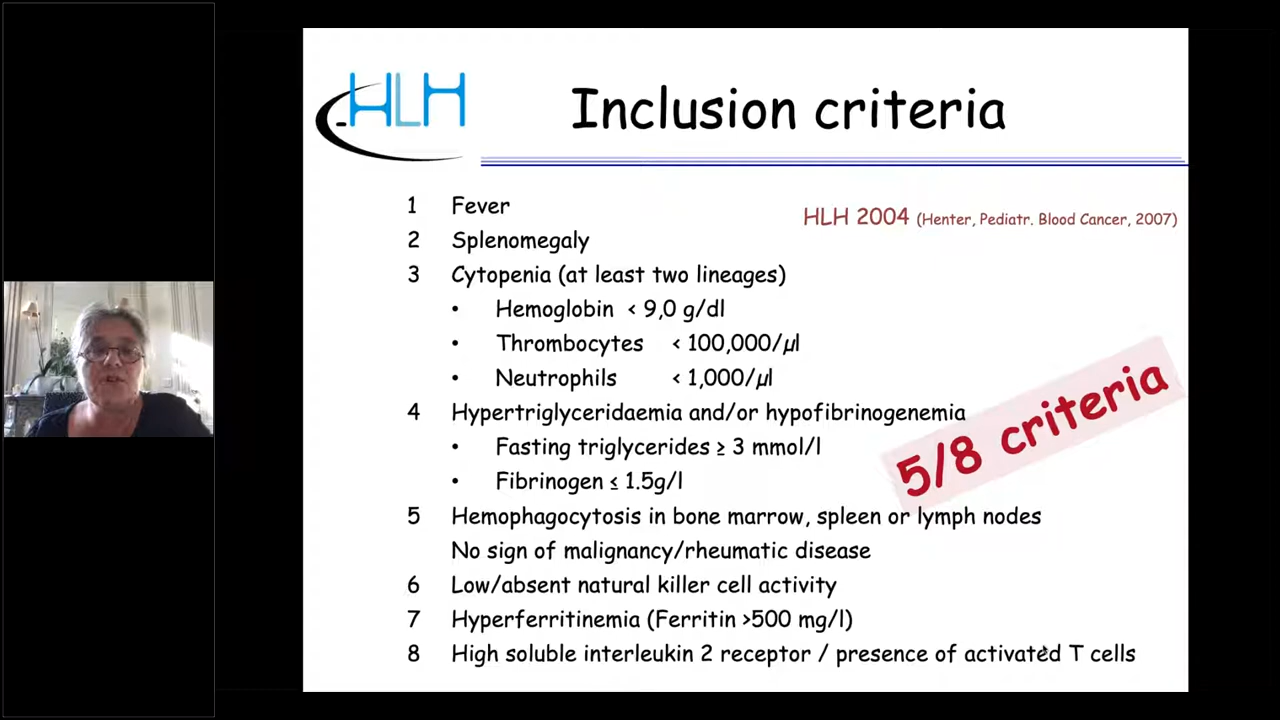 HLH
Inclusion criteria
HLH 2004 (Henter, Pediatr. Blood Cancer, 2007)
1 Fever
2 Splenomegaly
3 Cytopenia (at least two lineages)
• Hemoglobin < 9,0 g/dl
• Thrombocytes < 100,000/µl
• Neutrophils < 1,000/µl
4 Hypertriglyceridaemia and/or hypofibrinogenemia
• Fasting triglycerides ≥ 3 mmol/l
• Fibrinogen ≤ 1.5g/l
5/8 criteria
5 Hemophagocytosis in bone marrow, spleen or lymph nodes
No sign of malignancy/rheumatic disease
6 Low/absent natural killer cell activity
7 Hyperferritinemia (Ferritin >500 mg/l)
8 High soluble interleukin 2 receptor / presence of activated T cells